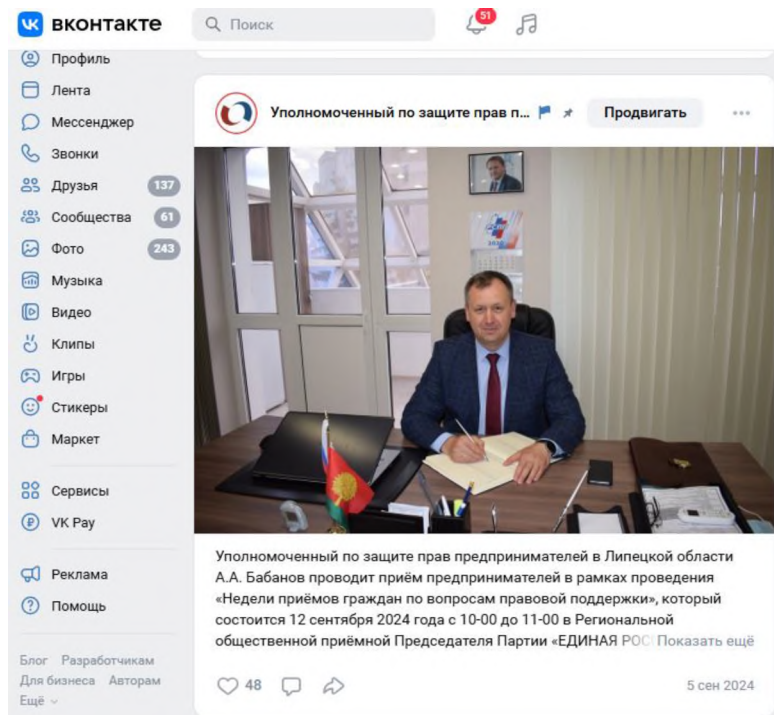 вконтакте
Поиск
51
Профиль
Лента
Мессенджер
Звонки
Друзья 137
Сообщества 61
Фото 243
Музыка
Видео
Клипы
Игры
Стикеры
Маркет
Сервисы
VK Pay
Реклама
Помощь
Блог Разработчикам
Для бизнеса Авторам
Ещё
Уполномоченный по защите прав п...
Продвигать
Уполномоченный по защите прав предпринимателей в Липецкой области
А.А. Бабанов проводит приём предпринимателей в рамках проведения
«Недели приёмов граждан по вопросам правовой поддержки», который
состоится 12 сентября 2024 года с 10-00 до 11-00 в Региональной
общественной приёмной Председателя Партии «ЕДИНАЯ РОС Показать ещё
48
5 сен 2024